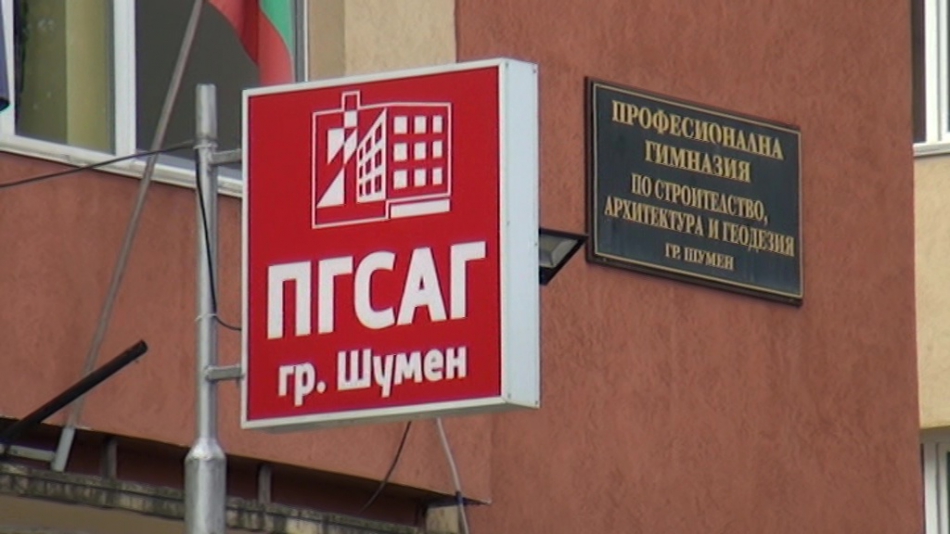 ПГСАГ
гр. Шумен
ПРОФЕСИОНАЛНА
ГИМНАЗИЯ
ПО СТРОИТЕЛСТВО,
АРХИТЕКТУРА И ГЕОДЕЗИЯ
ГР. ШУМЕН